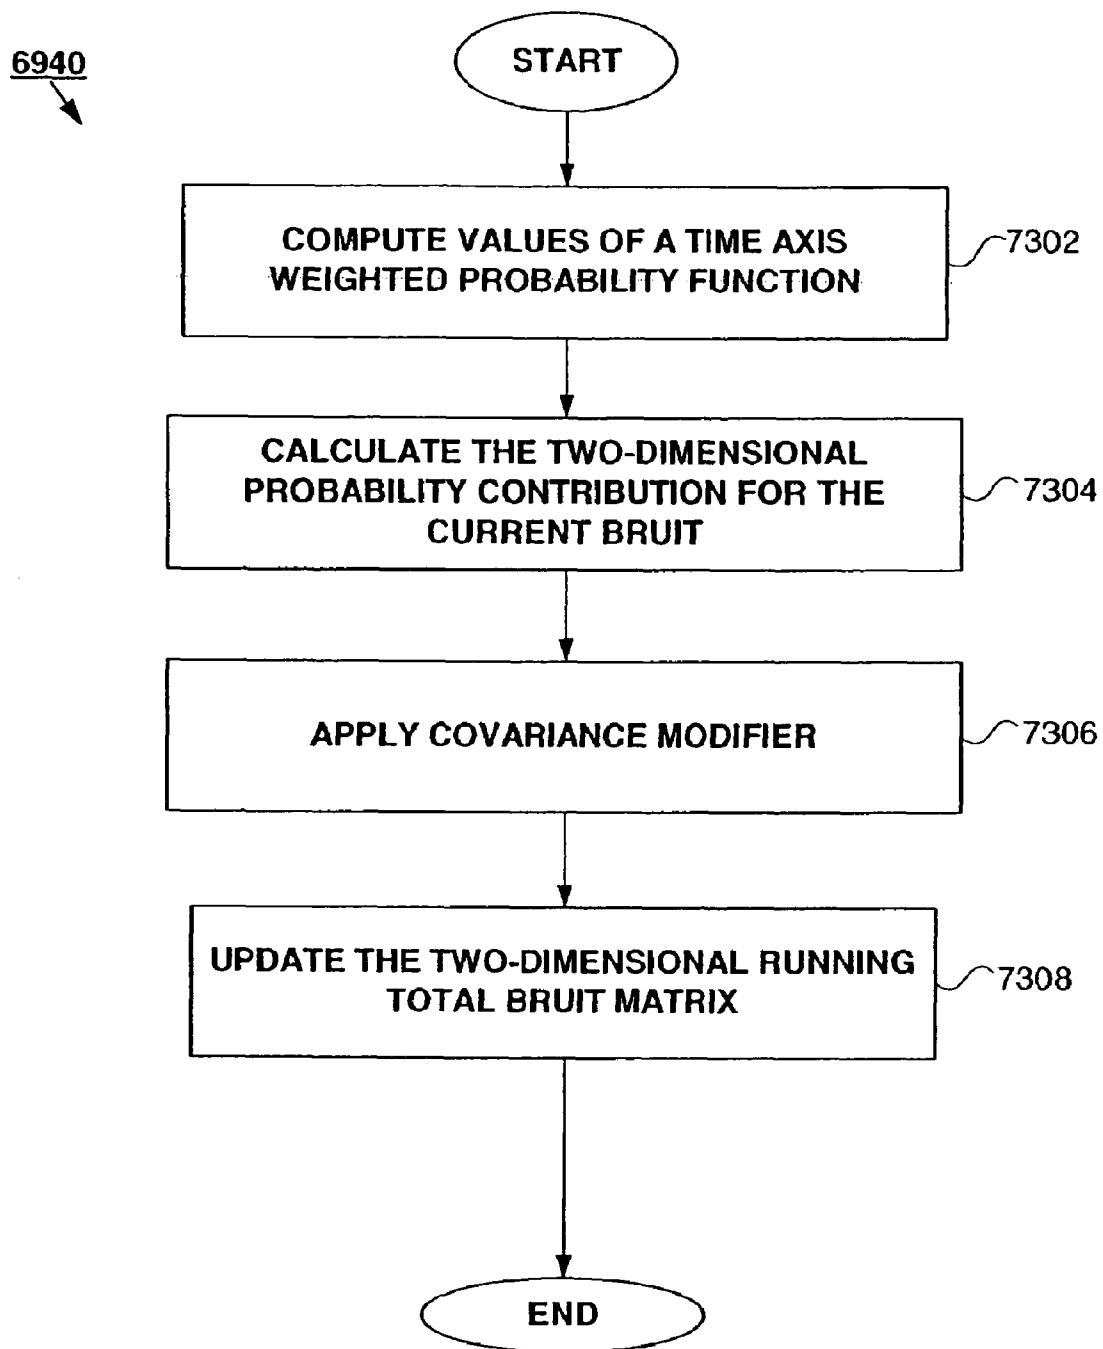 6940
START
COMPUTE VALUES OF A TIME AXIS
WEIGHTED PROBABILITY FUNCTION
7302
CALCULATE THE TWO-DIMENSIONAL
PROBABILITY CONTRIBUTION FOR THE
CURRENT BRUIT
7304
APPLY COVARIANCE MODIFIER
7306
UPDATE THE TWO-DIMENSIONAL RUNNING
TOTAL BRUIT MATRIX
7308
END